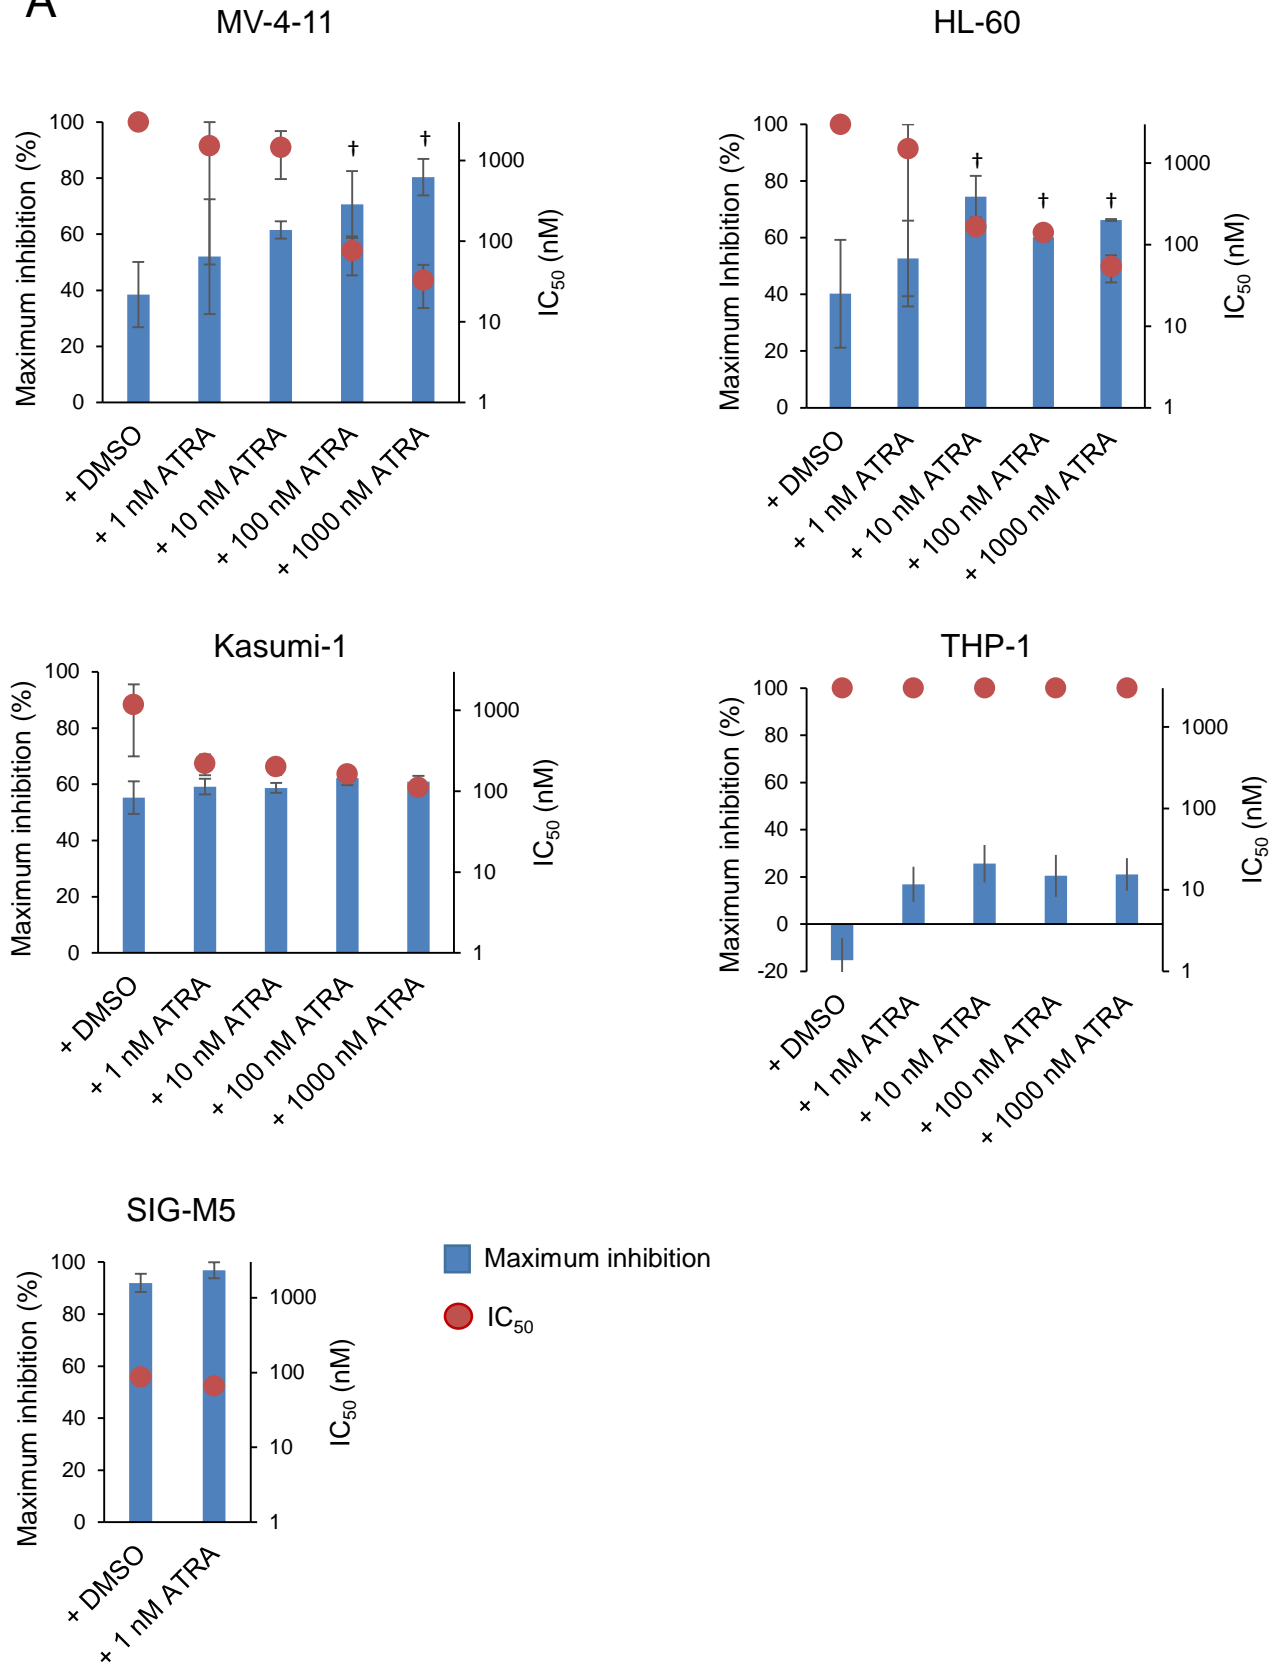 A
MV-4-11
Maximum inhibition (%)
100
80
60
40
20
0
† †
1000
100
10
1
IC50 (nM)
+ DMSO
+ 1 nM ATRA
+ 10 nM ATRA
+ 100 nM ATRA
+ 1000 nM ATRA
HL-60
Maximum Inhibition (%)
100
80
60
40
20
0
† † †
1000
100
10
1
IC50 (nM)
+ DMSO
+ 1 nM ATRA
+ 10 nM ATRA
+ 100 nM ATRA
+ 1000 nM ATRA
Kasumi-1
Maximum inhibition (%)
100
80
60
40
20
0
1000
100
10
1
IC50 (nM)
+ DMSO
+ 1 nM ATRA
+ 10 nM ATRA
+ 100 nM ATRA
+ 1000 nM ATRA
THP-1
Maximum inhibition (%)
100
80
60
40
20
0
-20
1000
100
10
1
IC50 (nM)
+ DMSO
+ 1 nM ATRA
+ 10 nM ATRA
+ 100 nM ATRA
+ 1000 nM ATRA
SIG-M5
Maximum inhibition (%)
100
80
60
40
20
0
1000
100
10
1
IC50 (nM)
+ DMSO
+ 1 nM ATRA
Maximum inhibition
IC50